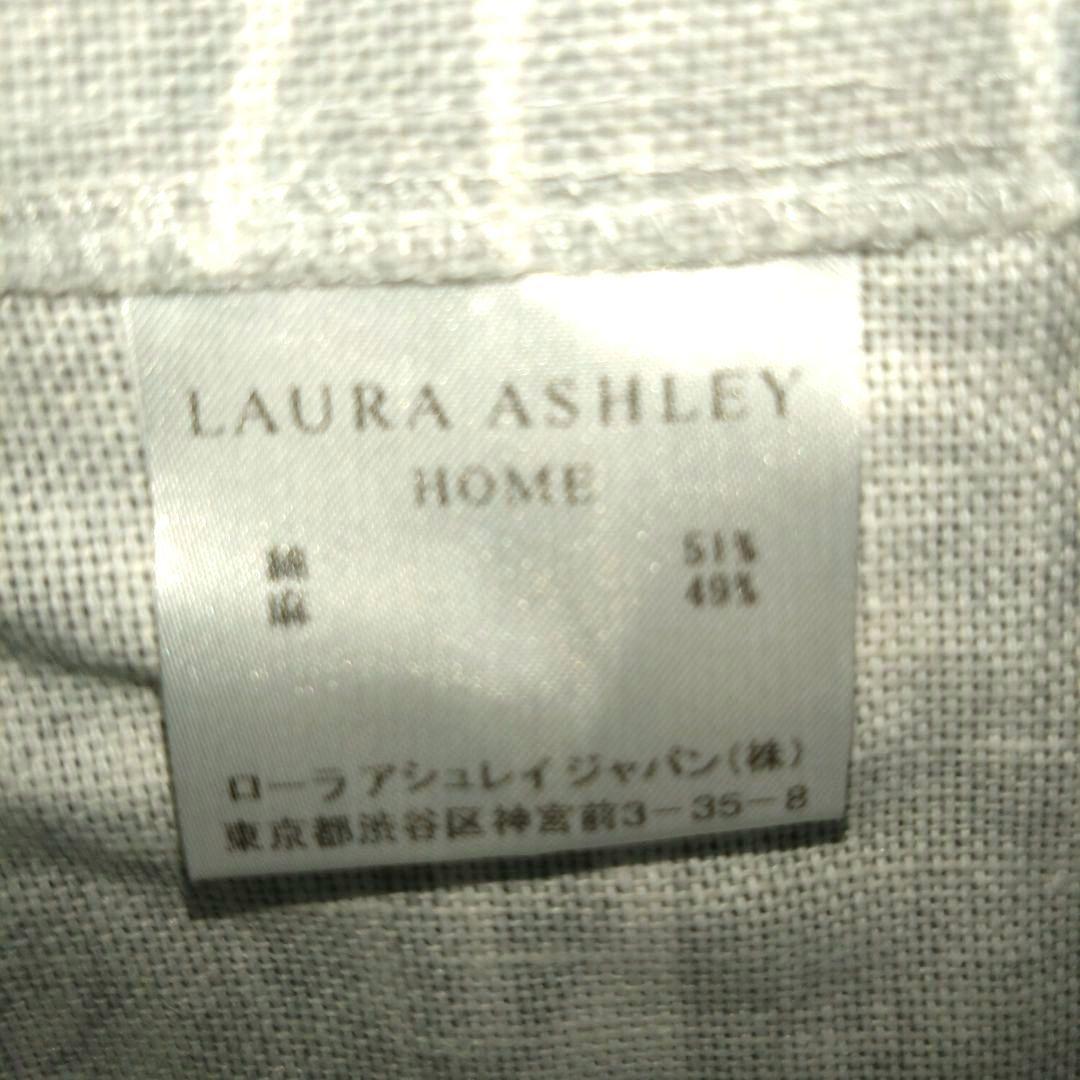 LAURA ASHLEY
HOME
綿 51%
麻 49%
ローラ アシュレイ ジャパン(株)
東京都渋谷区神宮前3-35-8